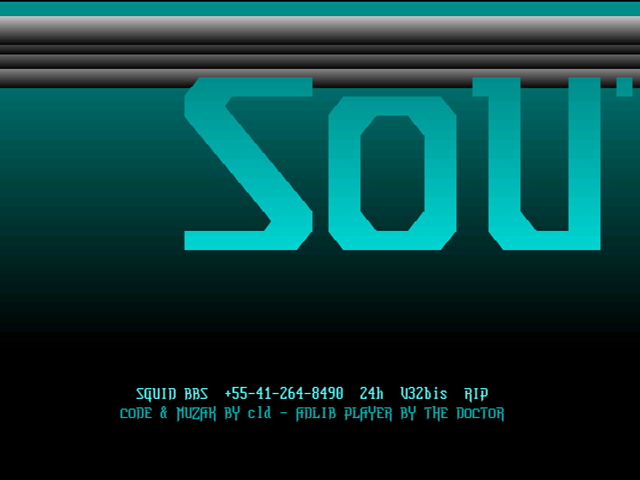 SOU
SQUID BBS +55-41-264-8490 24h V32bis RIP
CODE & MUZAK BY cld - ADLIB PLAYER BY THE DOCTOR